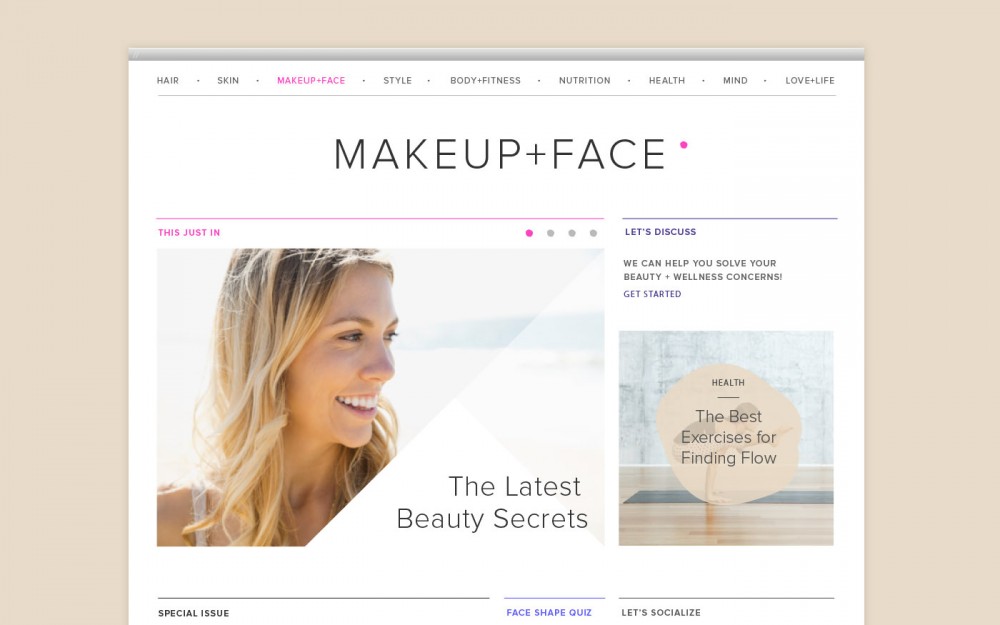 HAIR • SKIN • MAKEUP+FACE • STYLE • BODY+FITNESS • NUTRITION • HEALTH • MIND • LOVE+LIFE
MAKEUP+FACE
THIS JUST IN
The Latest
Beauty Secrets
LET'S DISCUSS
WE CAN HELP YOU SOLVE YOUR
BEAUTY + WELLNESS CONCERNS!
GET STARTED
HEALTH
The Best
Exercises for
Finding Flow
SPECIAL ISSUE
FACE SHAPE QUIZ
LET'S SOCIALIZE